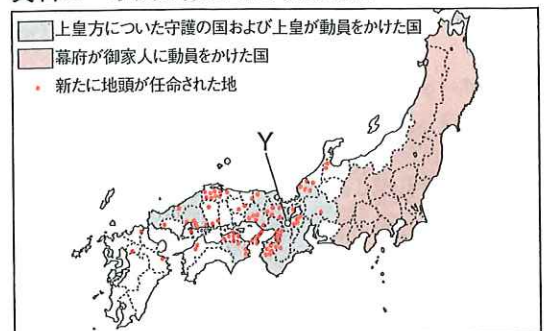 上皇方についた守護の国および上皇が動員をかけた国
幕府が御家人に動員をかけた国
新たに地頭が任命された地
Y